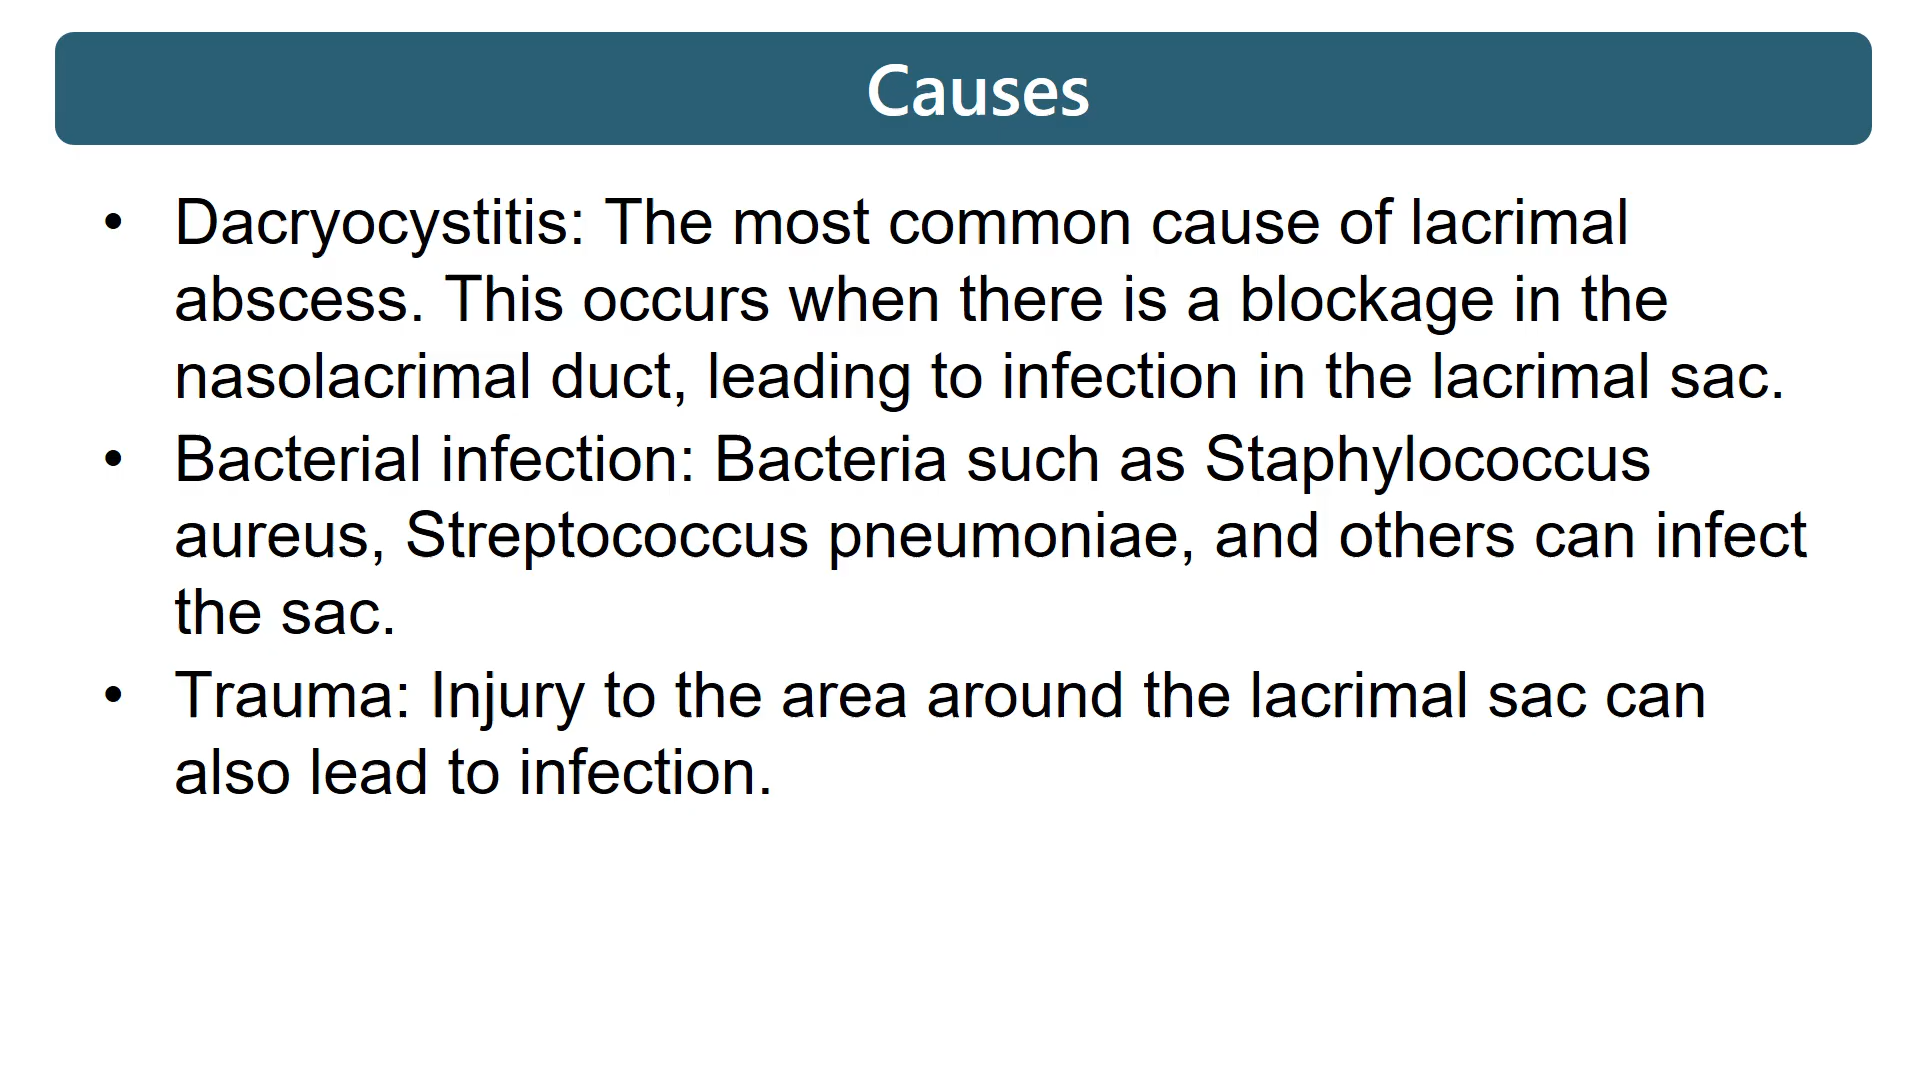 Causes
• Dacryocystitis: The most common cause of lacrimal
abscess. This occurs when there is a blockage in the
nasolacrimal duct, leading to infection in the lacrimal sac.
• Bacterial infection: Bacteria such as Staphylococcus
aureus, Streptococcus pneumoniae, and others can infect
the sac.
• Trauma: Injury to the area around the lacrimal sac can
also lead to infection.